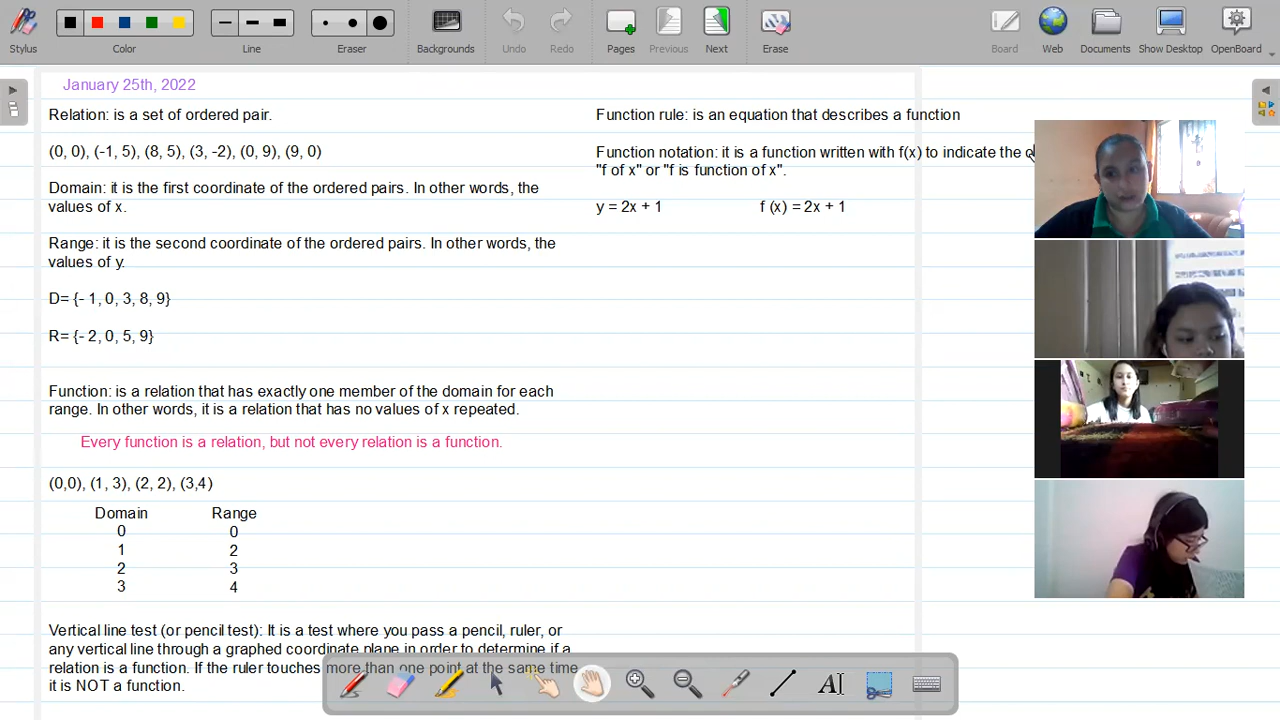 Stylus
Color
Line
Eraser
Backgrounds
Undo
Redo
Pages
Previous
Next
Erase
Board
Web
Documents
Show Desktop
OpenBoard
January 25th, 2022
Relation: is a set of ordered pair.
(0, 0), (-1, 5), (8, 5), (3, -2), (0, 9), (9, 0)
Domain: it is the first coordinate of the ordered pairs. In other words, the
values of x.
Range: it is the second coordinate of the ordered pairs. In other words, the
values of y.
D= {- 1, 0, 3, 8, 9}
R= {- 2, 0, 5, 9}
Function: is a relation that has exactly one member of the domain for each
range. In other words, it is a relation that has no values of x repeated.
Every function is a relation, but not every relation is a function.
(0,0), (1, 3), (2, 2), (3,4)
Domain Range
0 0
1 2
2 3
3 4
Vertical line test (or pencil test): It is a test where you pass a pencil, ruler, or
any vertical line through a graphed coordinate plane in order to determine if a
relation is a function. If the ruler touches more than one point at the same time
it is NOT a function.
Function rule: is an equation that describes a function
Function notation: it is a function written with f(x) to indicate the
"f of x" or "f is function of x".
y = 2x + 1 f (x) = 2x + 1
AI